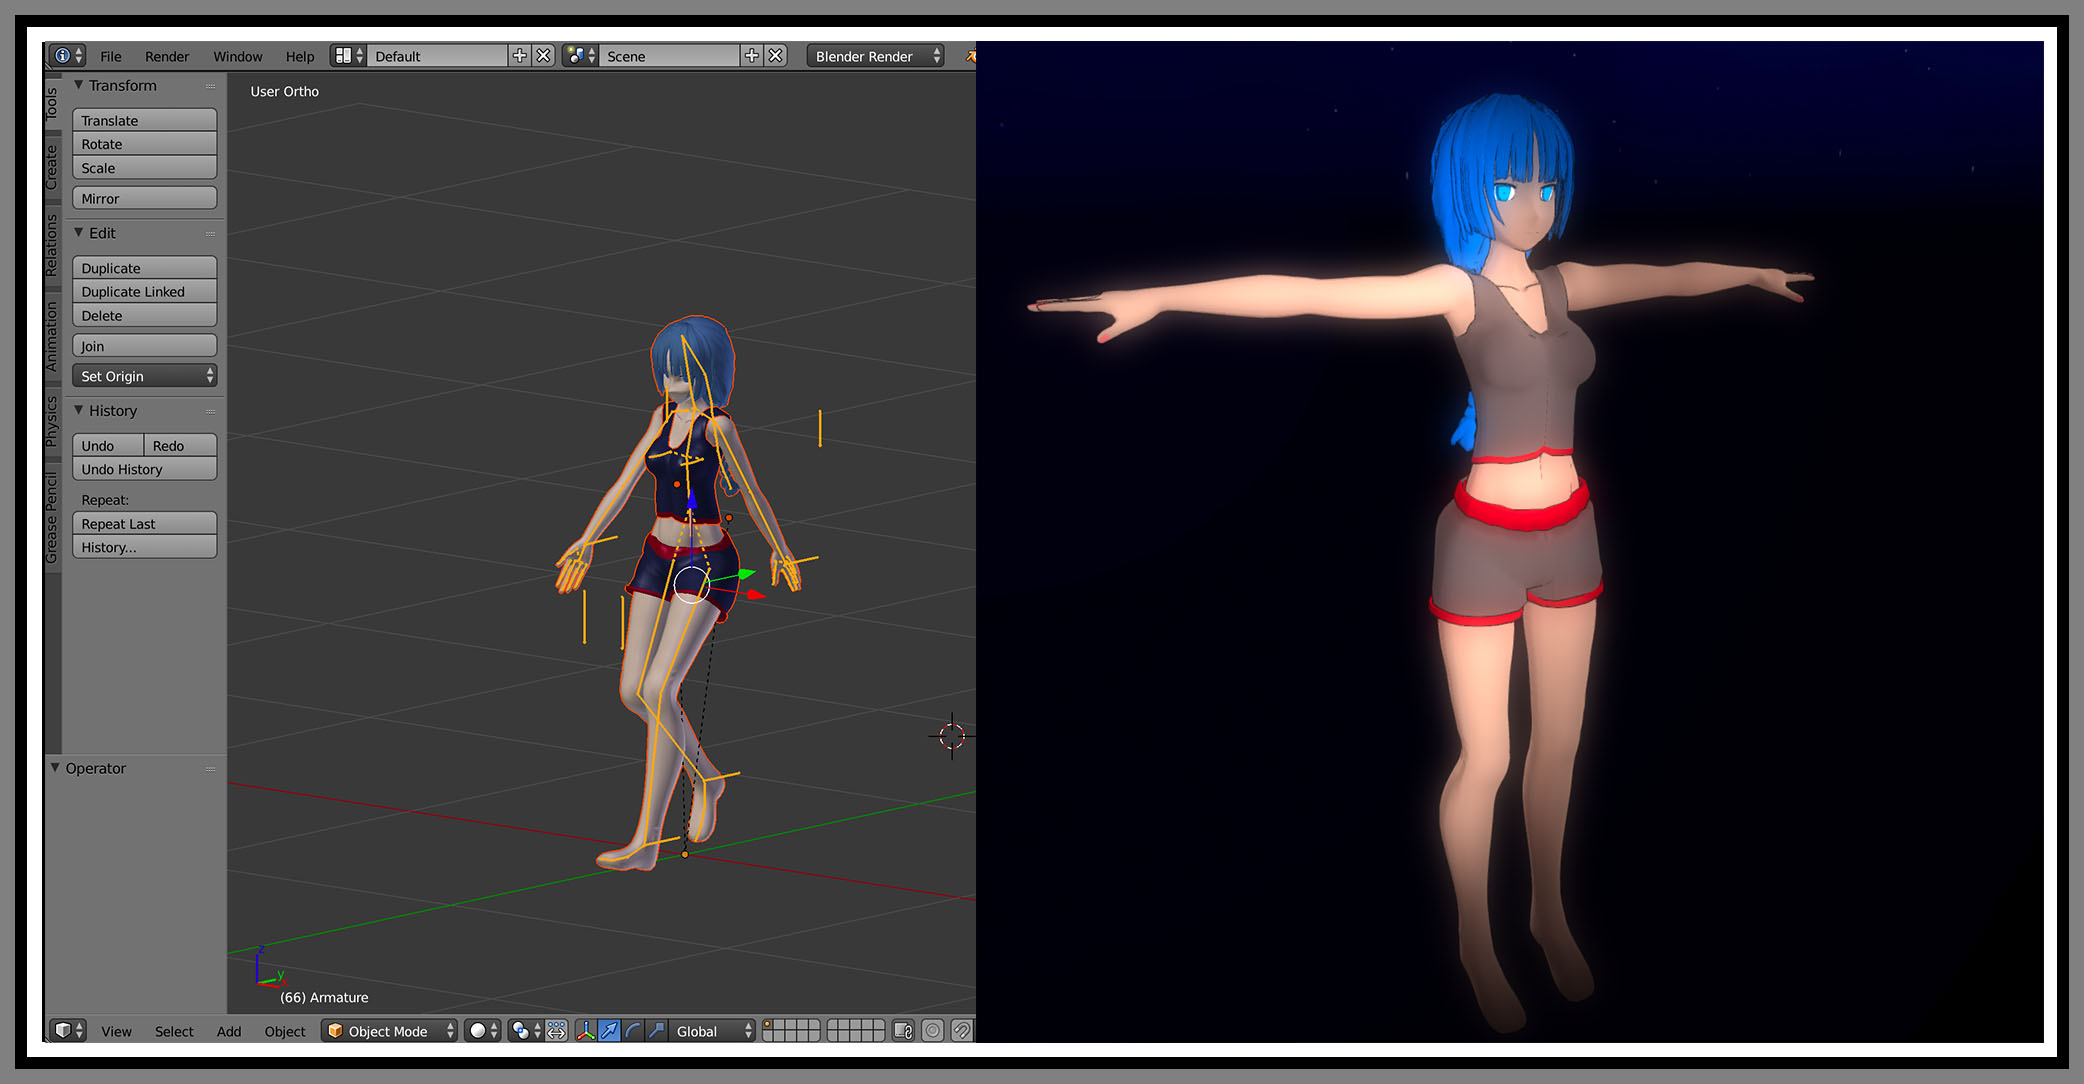 File Render Window Help Default Scene Blender Render
Tools
Create
Relations
Animation
Physics
Grease Pencil
Transform
Translate
Rotate
Scale
Mirror
Edit
Duplicate
Duplicate Linked
Delete
Join
Set Origin
History
Undo Redo
Undo History
Repeat:
Repeat Last
History...
Operator
User Ortho
z
y
x
(66) Armature
View Select Add Object Object Mode Global